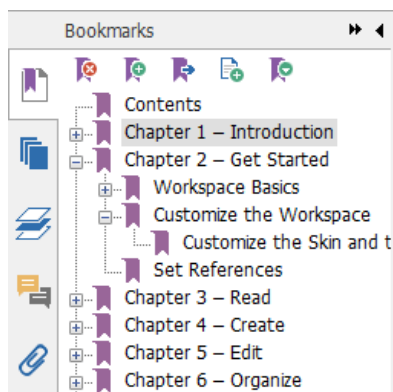 Bookmarks
Contents
Chapter 1 – Introduction
Chapter 2 – Get Started
Workspace Basics
Customize the Workspace
Customize the Skin and t
Set References
Chapter 3 – Read
Chapter 4 – Create
Chapter 5 – Edit
Chapter 6 – Organize